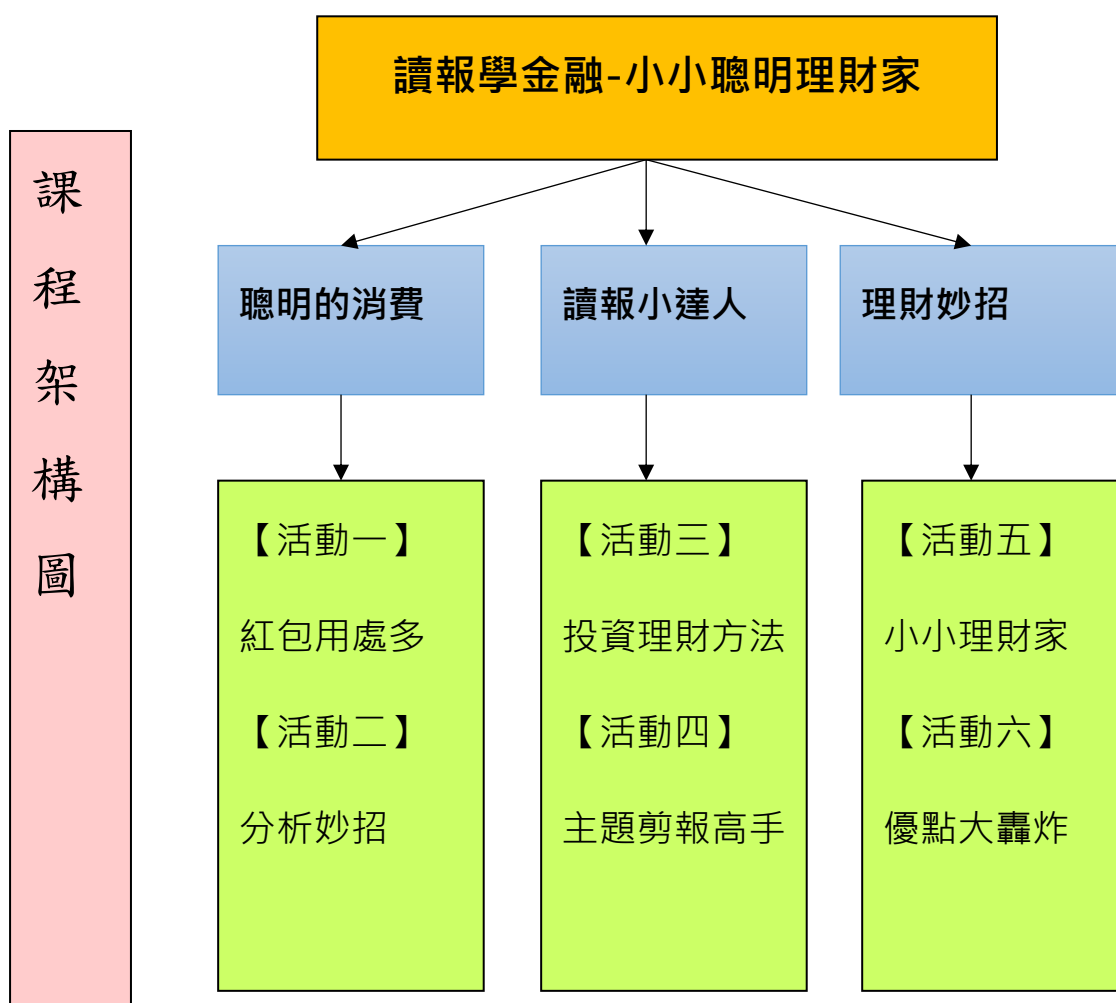 讀報學金融-小小聰明理財家
課
程
架
構
圖
聰明的消費
讀報小達人
理財妙招
【活動一】
紅包用處多
【活動二】
分析妙招
【活動三】
投資理財方法
【活動四】
主題剪報高手
【活動五】
小小理財家
【活動六】
優點大轟炸